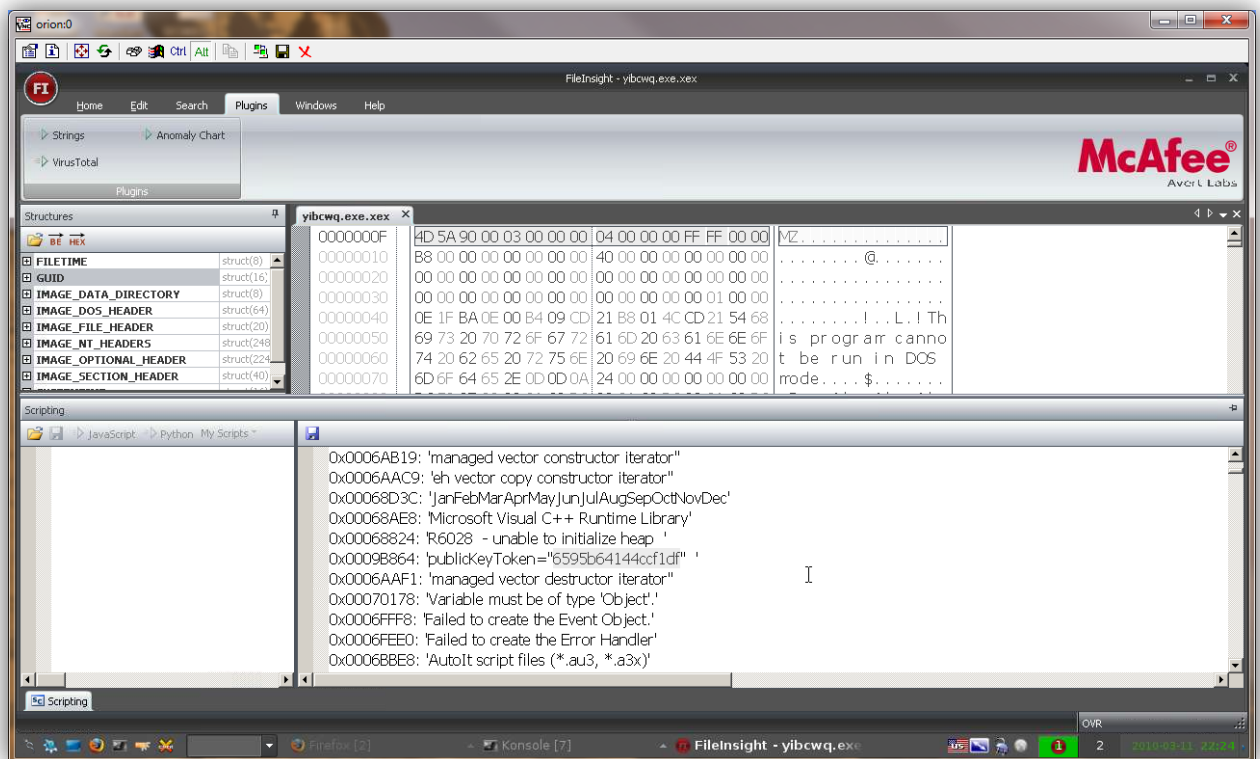 orion:0
Ctrl Alt
FI
FileInsight - yibcwq.exe.xex
Home Edit Search Plugins Windows Help
Strings Anomaly Chart
VirusTotal
Plugins
McAfee®
Avert Labs
Structures
BE HEX
FILETIME struct(8)
GUID struct(16)
IMAGE_DATA_DIRECTORY struct(8)
IMAGE_DOS_HEADER struct(64)
IMAGE_FILE_HEADER struct(20)
IMAGE_NT_HEADERS struct(248
IMAGE_OPTIONAL_HEADER struct(224
IMAGE_SECTION_HEADER struct(40)
yibcwq.exe.xex
0000000F 4D 5A 90 00 03 00 00 00 04 00 00 00 FF FF 00 00 MZ..............
00000010 B8 00 00 00 00 00 00 00 40 00 00 00 00 00 00 00 ........@.......
00000020 00 00 00 00 00 00 00 00 00 00 00 00 00 00 00 00 ................
00000030 00 00 00 00 00 00 00 00 00 00 00 00 00 01 00 00 ................
00000040 0E 1F BA 0E 00 B4 09 CD 21 B8 01 4C CD 21 54 68 ........!..L.!Th
00000050 69 73 20 70 72 6F 67 72 61 6D 20 63 61 6E 6E 6F is program canno
00000060 74 20 62 65 20 72 75 6E 20 69 6E 20 44 4F 53 20 t be run in DOS
00000070 6D 6F 64 65 2E 0D 0D 0A 24 00 00 00 00 00 00 00 mode....$.......
Scripting
JavaScript Python My Scripts
0x0006AB19: 'managed vector constructor iterator''
0x0006AAC9: 'eh vector copy constructor iterator''
0x00068D3C: 'JanFebMarAprMayJunJulAugSepOctNovDec'
0x00068AE8: 'Microsoft Visual C++ Runtime Library'
0x00068824: 'R6028 - unable to initialize heap '
0x0009B864: 'publicKeyToken="6595b64144ccf1df" '
0x0006AAF1: 'managed vector destructor iterator''
0x00070178: 'Variable must be of type 'Object'.'
0x0006FFF8: 'Failed to create the Event Object.'
0x0006FEE0: 'Failed to create the Error Handler'
0x0006BBE8: 'AutoIt script files (*.au3, *.a3x)'
Scripting
OVR
Firefox [2] Konsole [7] FileInsight - yibcwq.exe 1 2 2010-03-11 22:24